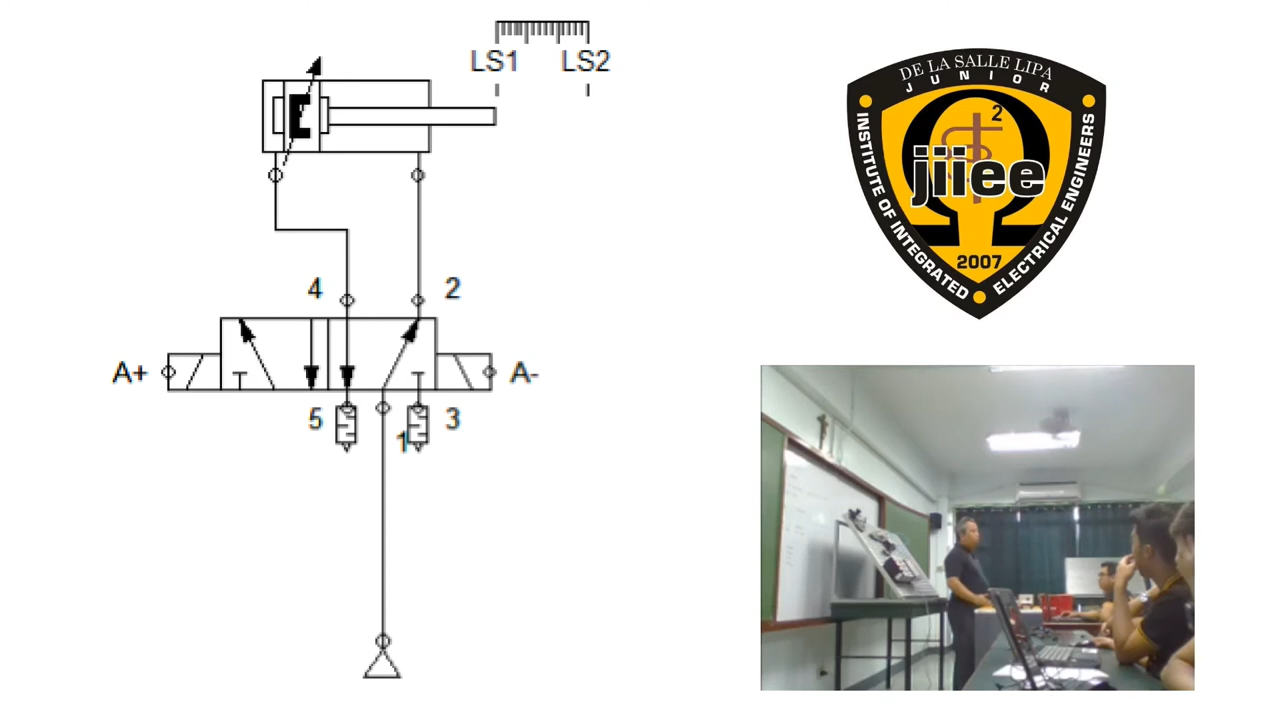 LS1 LS2
4 2
A+ A-
5 1 3
DE LA SALLE LIPA
JUNIOR
2
jiiee
INSTITUTE OF INTEGRATED
ELECTRICAL ENGINEERS
2007